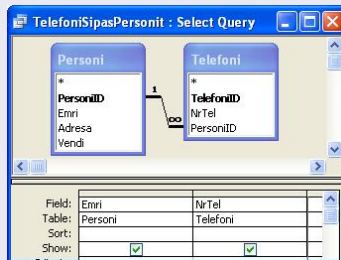 TelefoniSipasPersonit : Select Query
Personi
*
PersoniID
Emri
Adresa
Vendi
1
∞
Telefoni
*
TelefoniID
NrTel
PersoniID
Field: Emri NrTel
Table: Personi Telefoni
Sort:
Show: